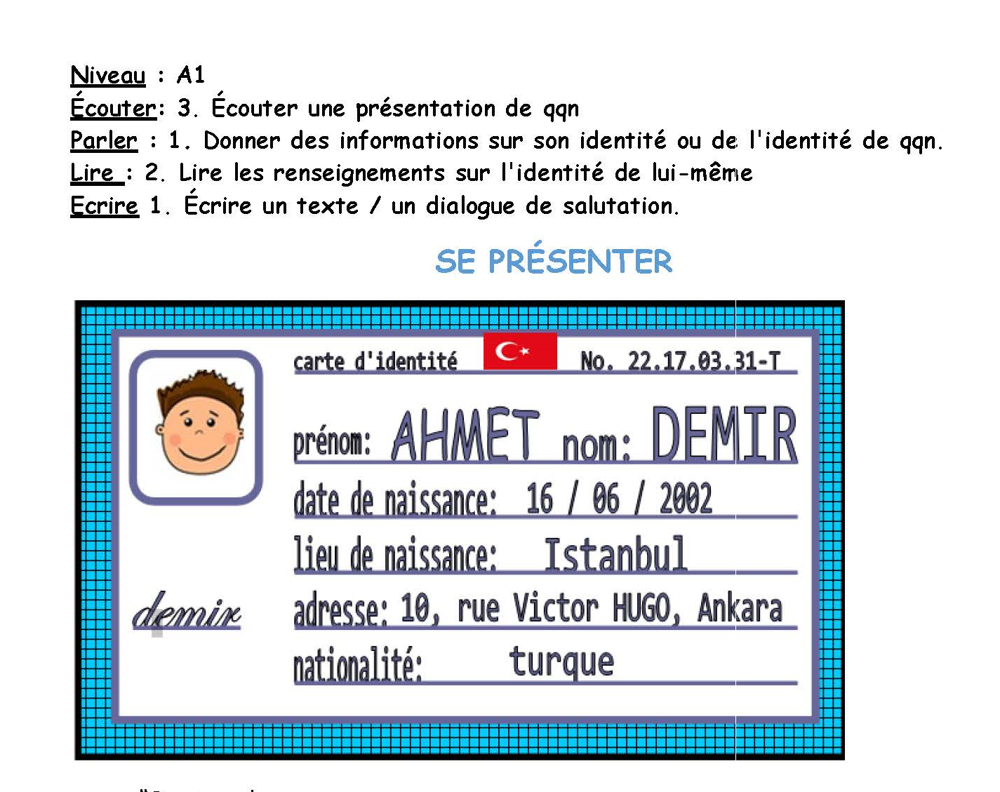 Niveau : A1
Écouter: 3. Écouter une présentation de qqn
Parler : 1. Donner des informations sur son identité ou de l'identité de qqn.
Lire : 2. Lire les renseignements sur l'identité de lui-même
Ecrire 1. Écrire un texte / un dialogue de salutation.
SE PRÉSENTER
carte d'identité No. 22.17.03.31-T
prénom: AHMET nom: DEMIR
date de naissance: 16 / 06 / 2002
lieu de naissance: Istanbul
adresse: 10, rue Victor HUGO, Ankara
demir
nationalité: turque